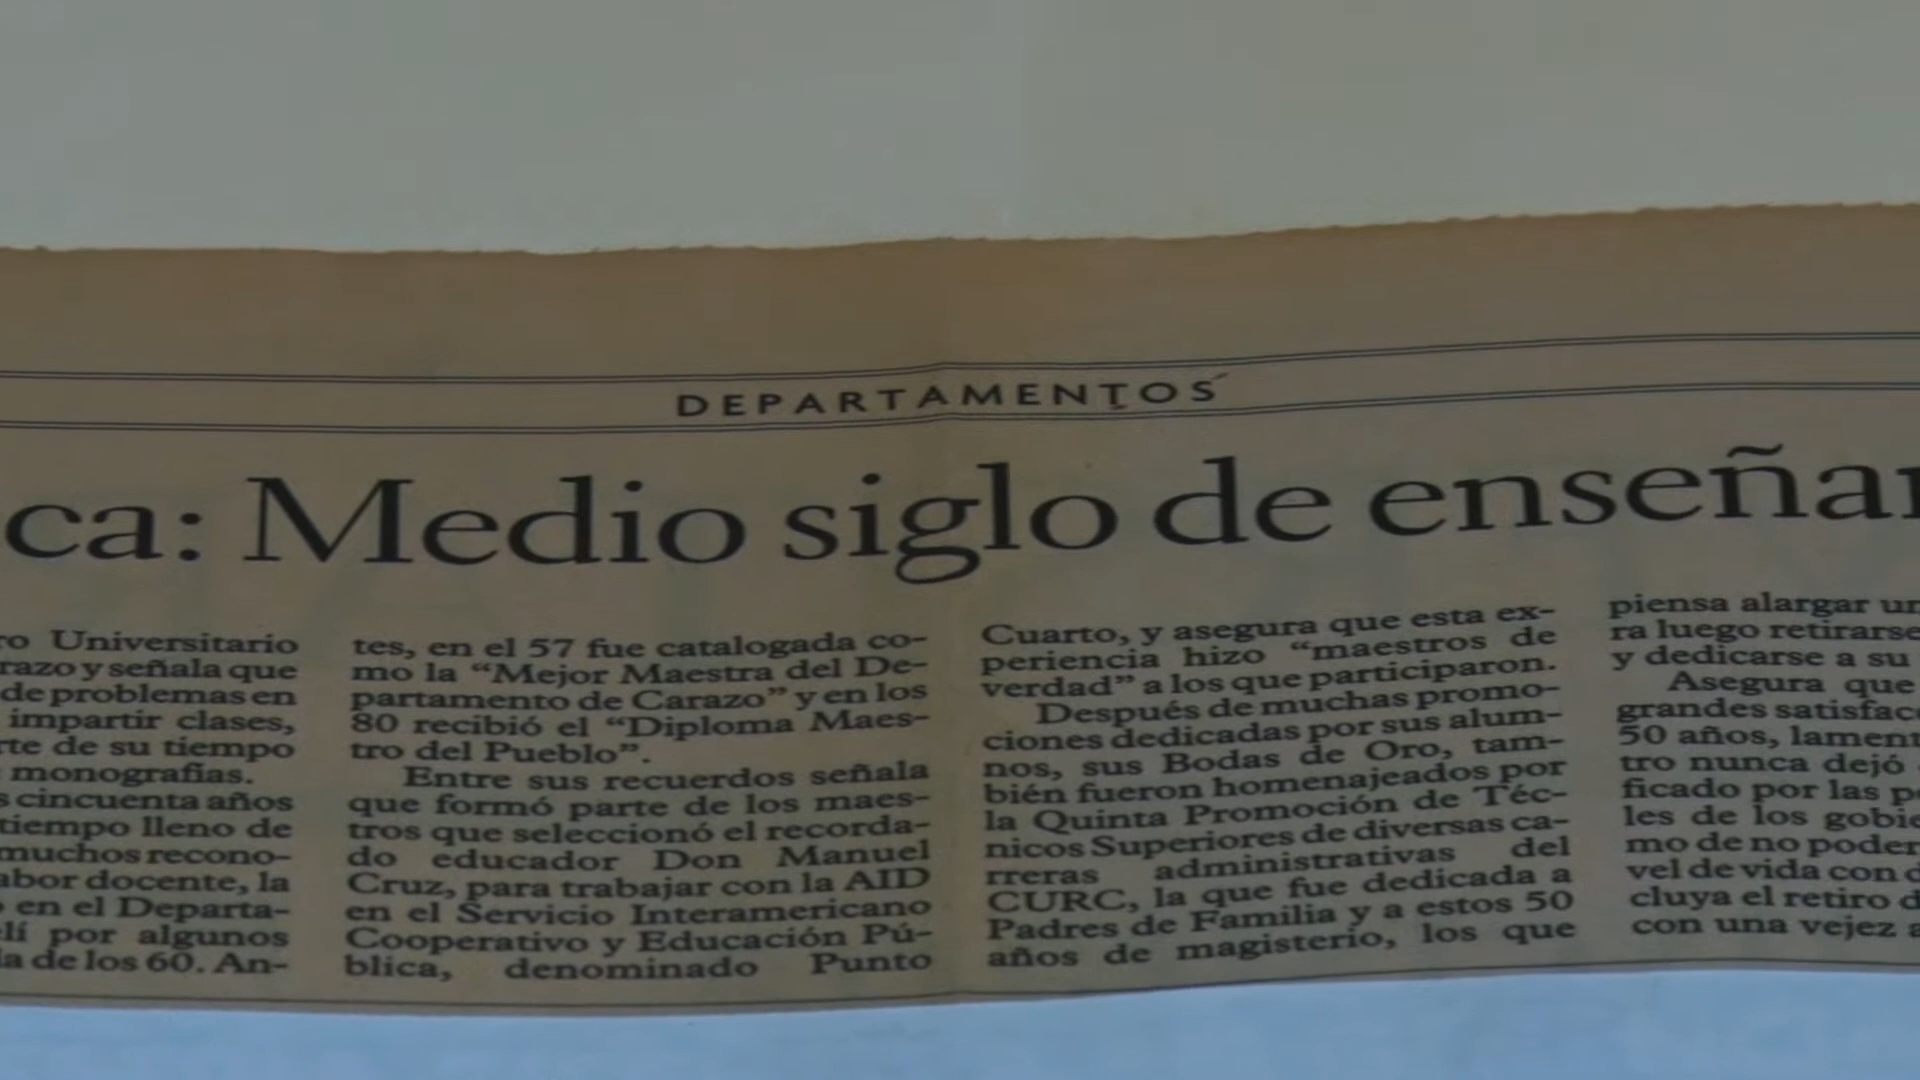 DEPARTAMENTOS
ca: Medio siglo de enseñan
ro Universitario
razo y señala que
de problemas en
impartir clases,
rte de su tiempo
monografías.
s cincuenta años
tiempo lleno de
muchos recono-
abor docente, la
en el Departa-
elí por algunos
la de los 60. An-
tes, en el 57 fue catalogada co-
mo la “Mejor Maestra del De-
partamento de Carazo” y en los
80 recibió el “Diploma Maes-
tro del Pueblo”.
Entre sus recuerdos señala
que formó parte de los maes-
tros que seleccionó el recorda-
do educador Don Manuel
Cruz, para trabajar con la AID
en el Servicio Interamericano
Cooperativo y Educación Pú-
blica, denominado Punto
Cuarto, y asegura que esta ex-
periencia hizo “maestros de
verdad” a los que participaron.
Después de muchas promo-
ciones dedicadas por sus alum-
nos, sus Bodas de Oro, tam-
bién fueron homenajeados por
la Quinta Promoción de Téc-
nicos Superiores de diversas ca-
rreras administrativas del
CURC, la que fue dedicada a
Padres de Familia y a estos 50
años de magisterio, los que
piensa alargar un
ra luego retirarse
y dedicarse a su
Asegura que
grandes satisfacc
50 años, lament
tro nunca dejó
ficado por las p
les de los gobie
mo de no poder
vel de vida con d
cluya el retiro d
con una vejez a